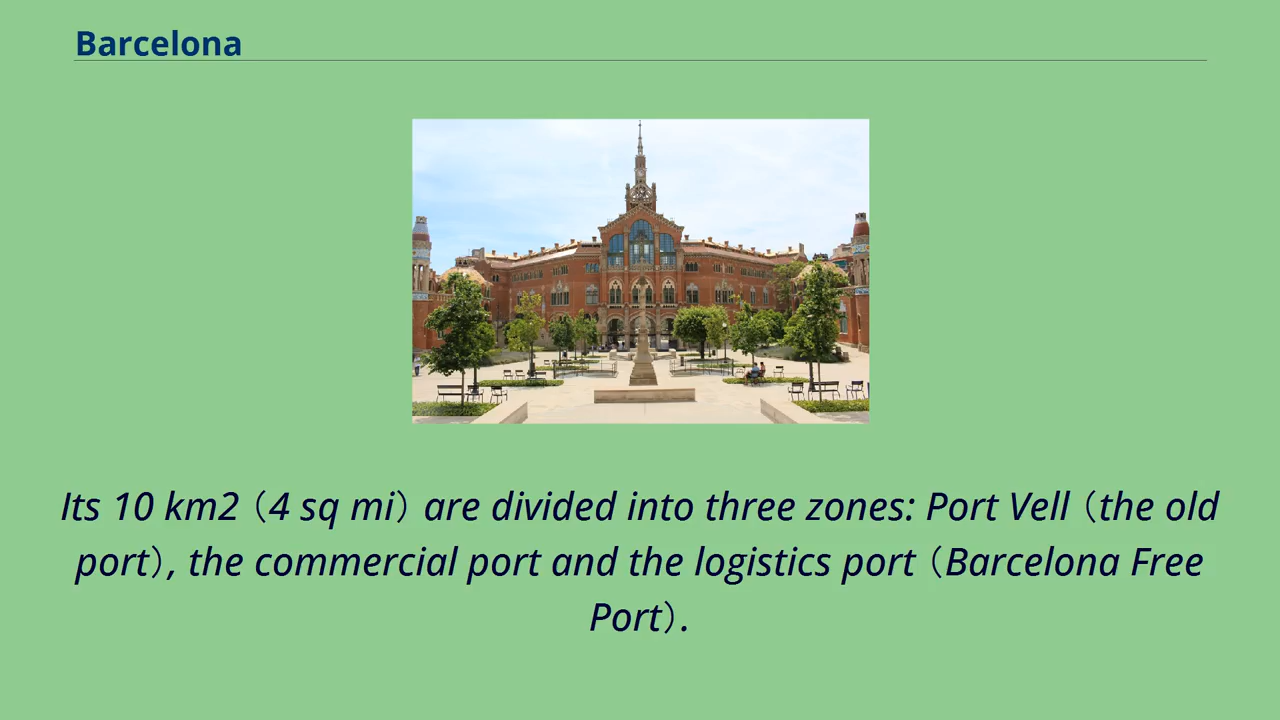 Barcelona
Its 10 km2 (4 sq mi) are divided into three zones: Port Vell (the old
port), the commercial port and the logistics port (Barcelona Free
Port).